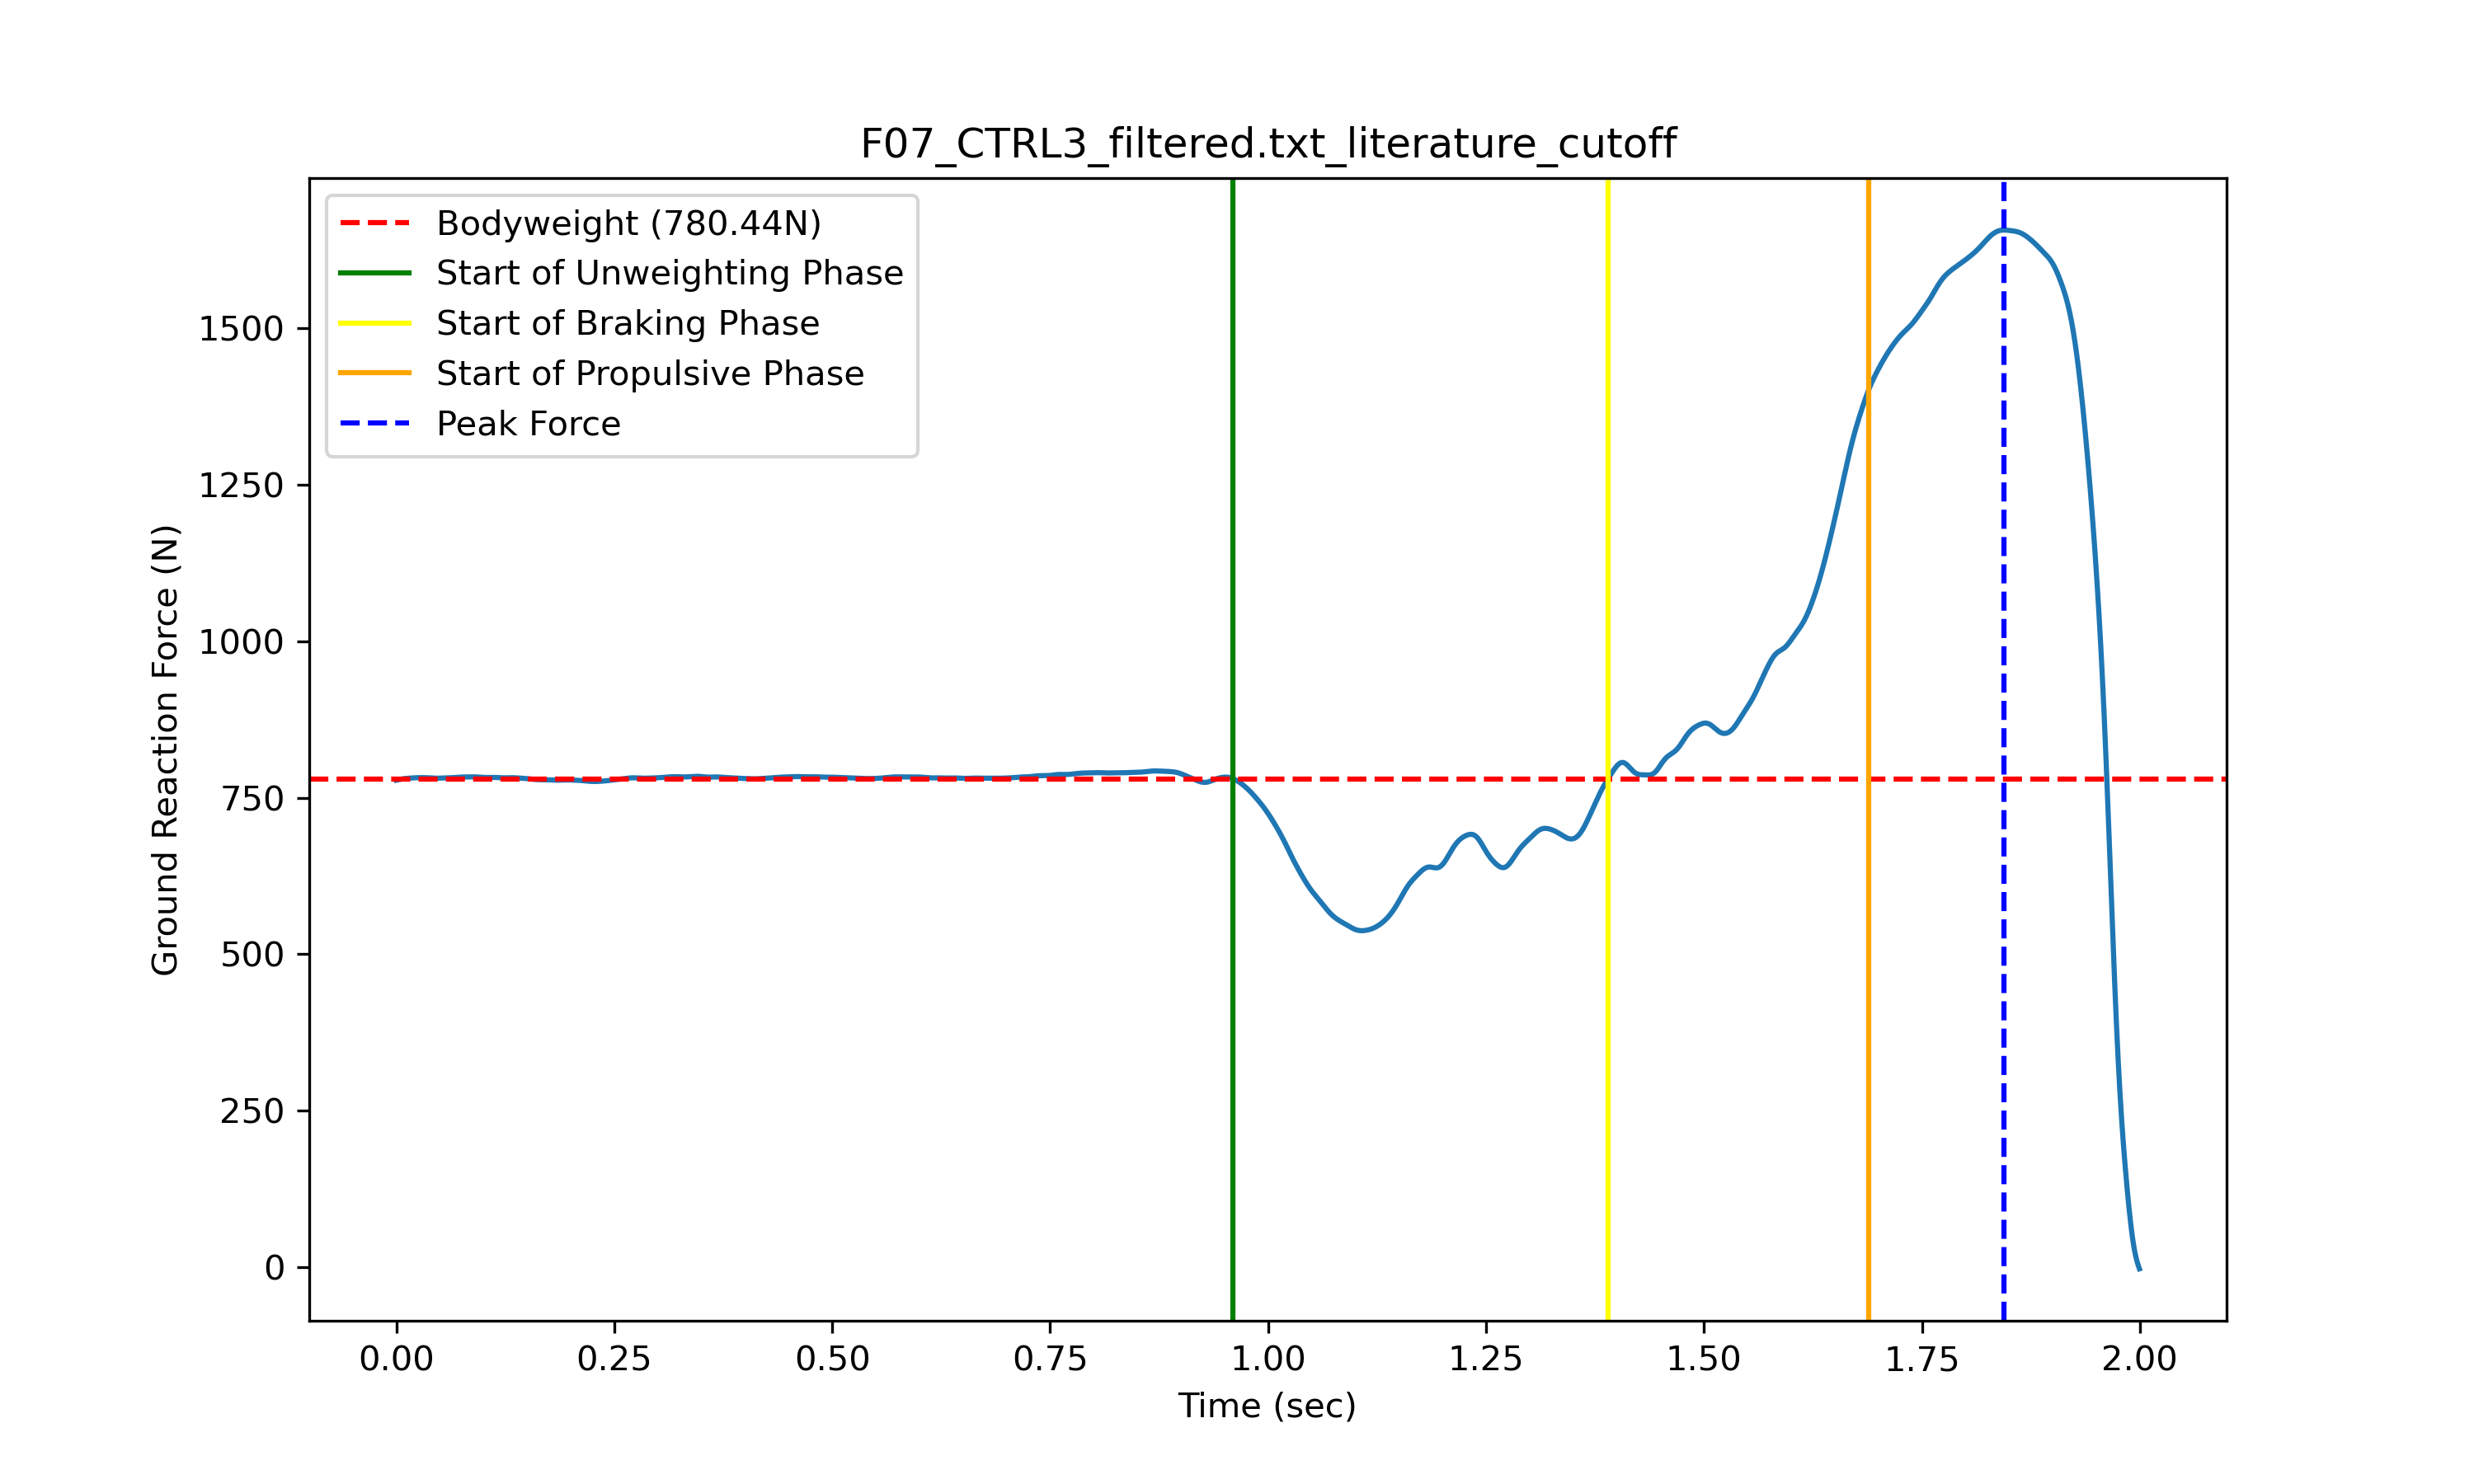 F07_CTRL3_filtered.txt_literature_cutoff
Bodyweight (780.44N)
Start of Unweighting Phase
Start of Braking Phase
Start of Propulsive Phase
Peak Force
Ground Reaction Force (N)
1500
1250
1000
750
500
250
0
0.00 0.25 0.50 0.75 1.00 1.25 1.50 1.75 2.00
Time (sec)